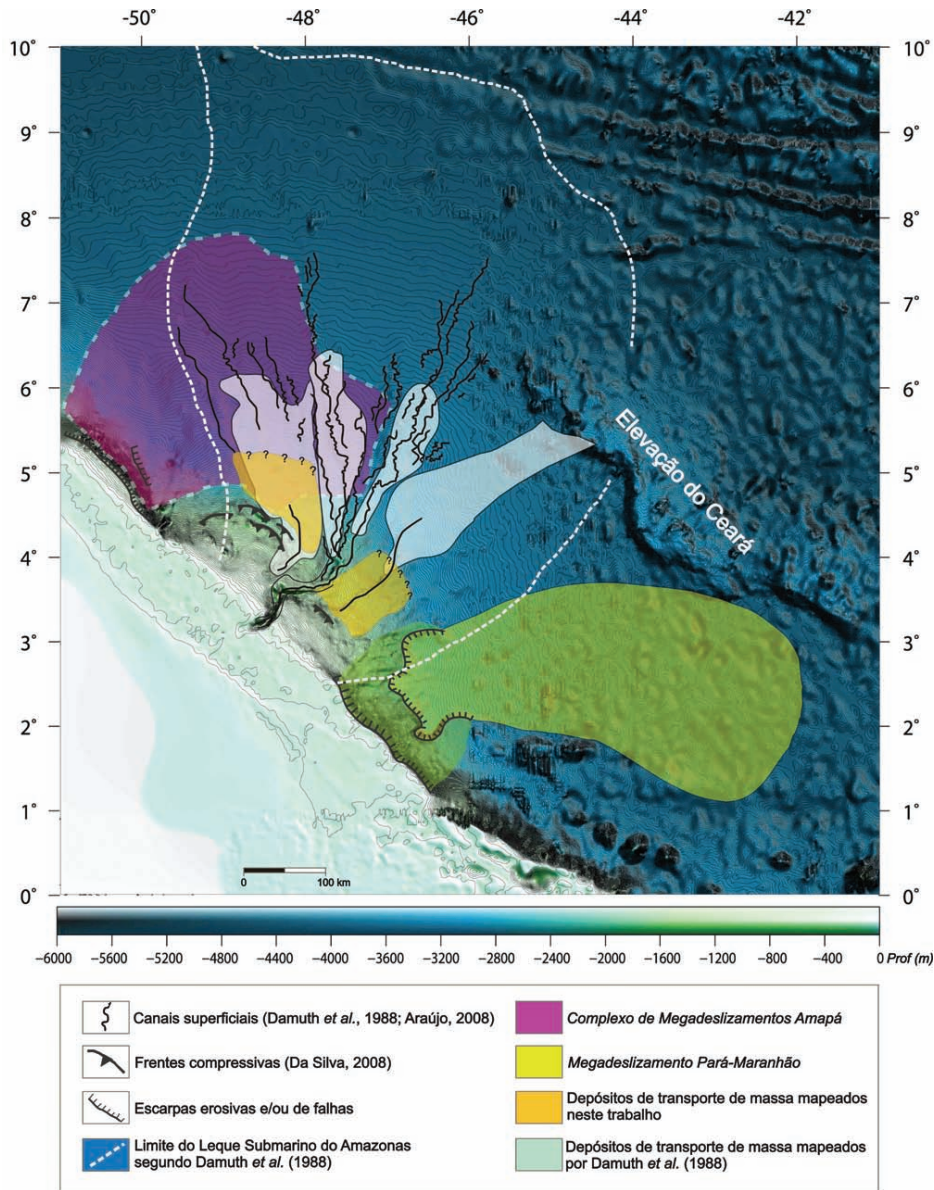 -50 -48 -46 -44 -42
10° 10°
9° 9°
8° 8°
7° 7°
6° 6°
5° 5°
4° 4°
3° 3°
2° 2°
1° 1°
0° 0°
Elevação do Ceará
? ? ? ?
?
? ? ? ?
0 100 km
−6000 −5600 −5200 −4800 −4400 −4000 −3600 −3200 −2800 −2400 −2000 −1600 −1200 −800 −400 0 Prof (m)
Canais superficiais (Damuth et al., 1988; Araújo, 2008)
Frentes compressivas (Da Silva, 2008)
Escarpas erosivas e/ou de falhas
Limite do Leque Submarino do Amazonas
segundo Damuth et al. (1988)
Complexo de Megadeslizamentos Amapá
Megadeslizamento Pará-Maranhão
Depósitos de transporte de massa mapeados
neste trabalho
Depósitos de transporte de massa mapeados
por Damuth et al. (1988)